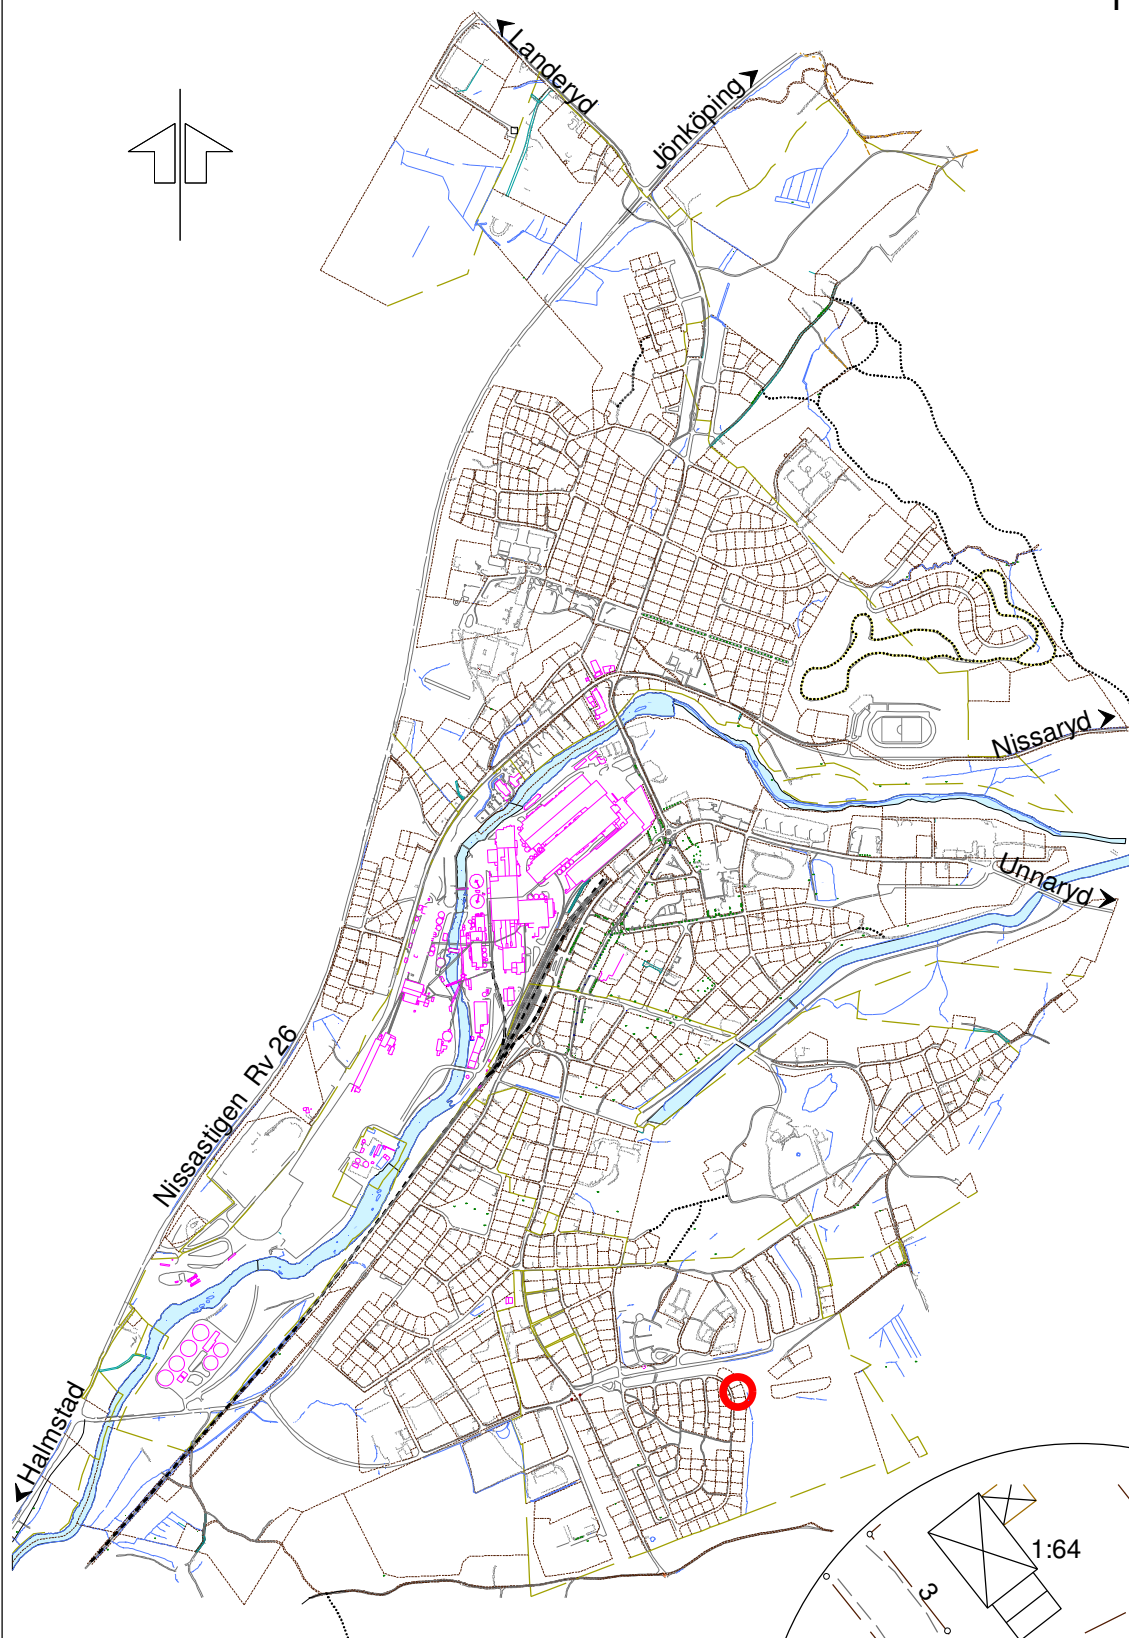 Landeryd
Jönköping
Nissaryd
Unnaryd
Nissastigen Rv 26
Halmstad
1:64
3